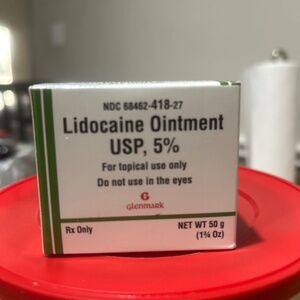 NDC 68462-418-27
Lidocaine Ointment
USP, 5%
For topical use only
Do not use in the eyes
G
Glenmark
Rx Only
NET WT 50 g
(1¾ Oz)